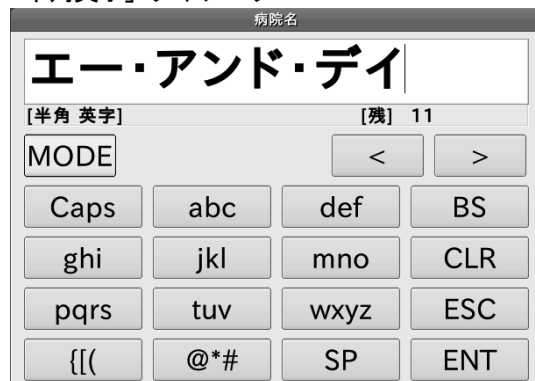 病院名
エー・アンド・デイ
[半角 英字] [残] 11
MODE < >
Caps abc def BS
ghi jkl mno CLR
pqrs tuv wxyz ESC
{[( @*# SP ENT